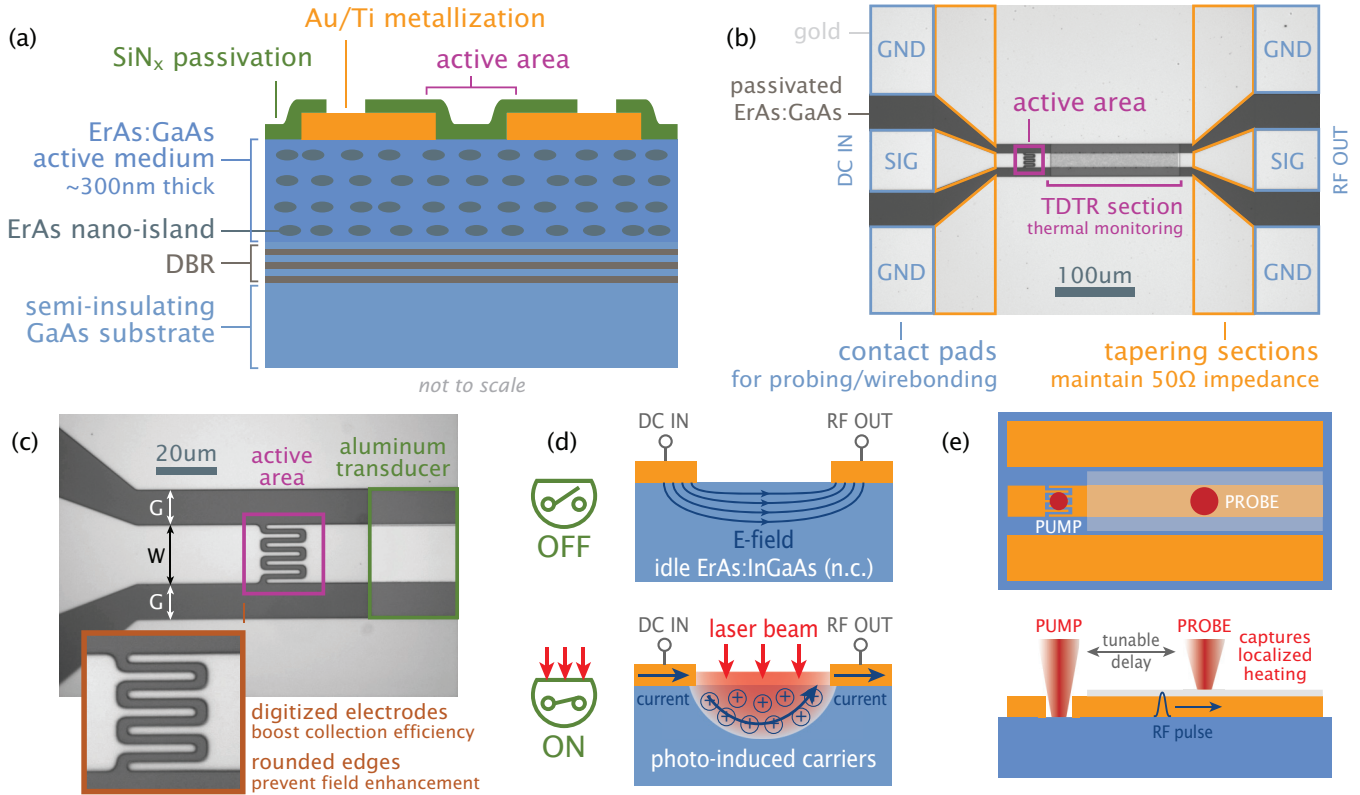 (a)
Au/Ti metallization
SiNx passivation
active area
ErAs:GaAs
active medium
~300nm thick
ErAs nano-island
DBR
semi-insulating
GaAs substrate
not to scale
(b)
gold
passivated
ErAs:GaAs
GND
GND
active area
DC IN
SIG
SIG
RF OUT
TDTR section
thermal monitoring
GND
GND
100um
contact pads
for probing/wirebonding
tapering sections
maintain 50Ω impedance
(c)
20um
active
area
aluminum
transducer
G
W
G
digitized electrodes
boost collection efficiency
rounded edges
prevent field enhancement
(d)
DC IN
RF OUT
OFF
E-field
idle ErAs:InGaAs (n.c.)
DC IN
laser beam
RF OUT
current
current
ON
photo-induced carriers
(e)
PROBE
PUMP
PUMP
PROBE
tunable
delay
captures
localized
heating
RF pulse